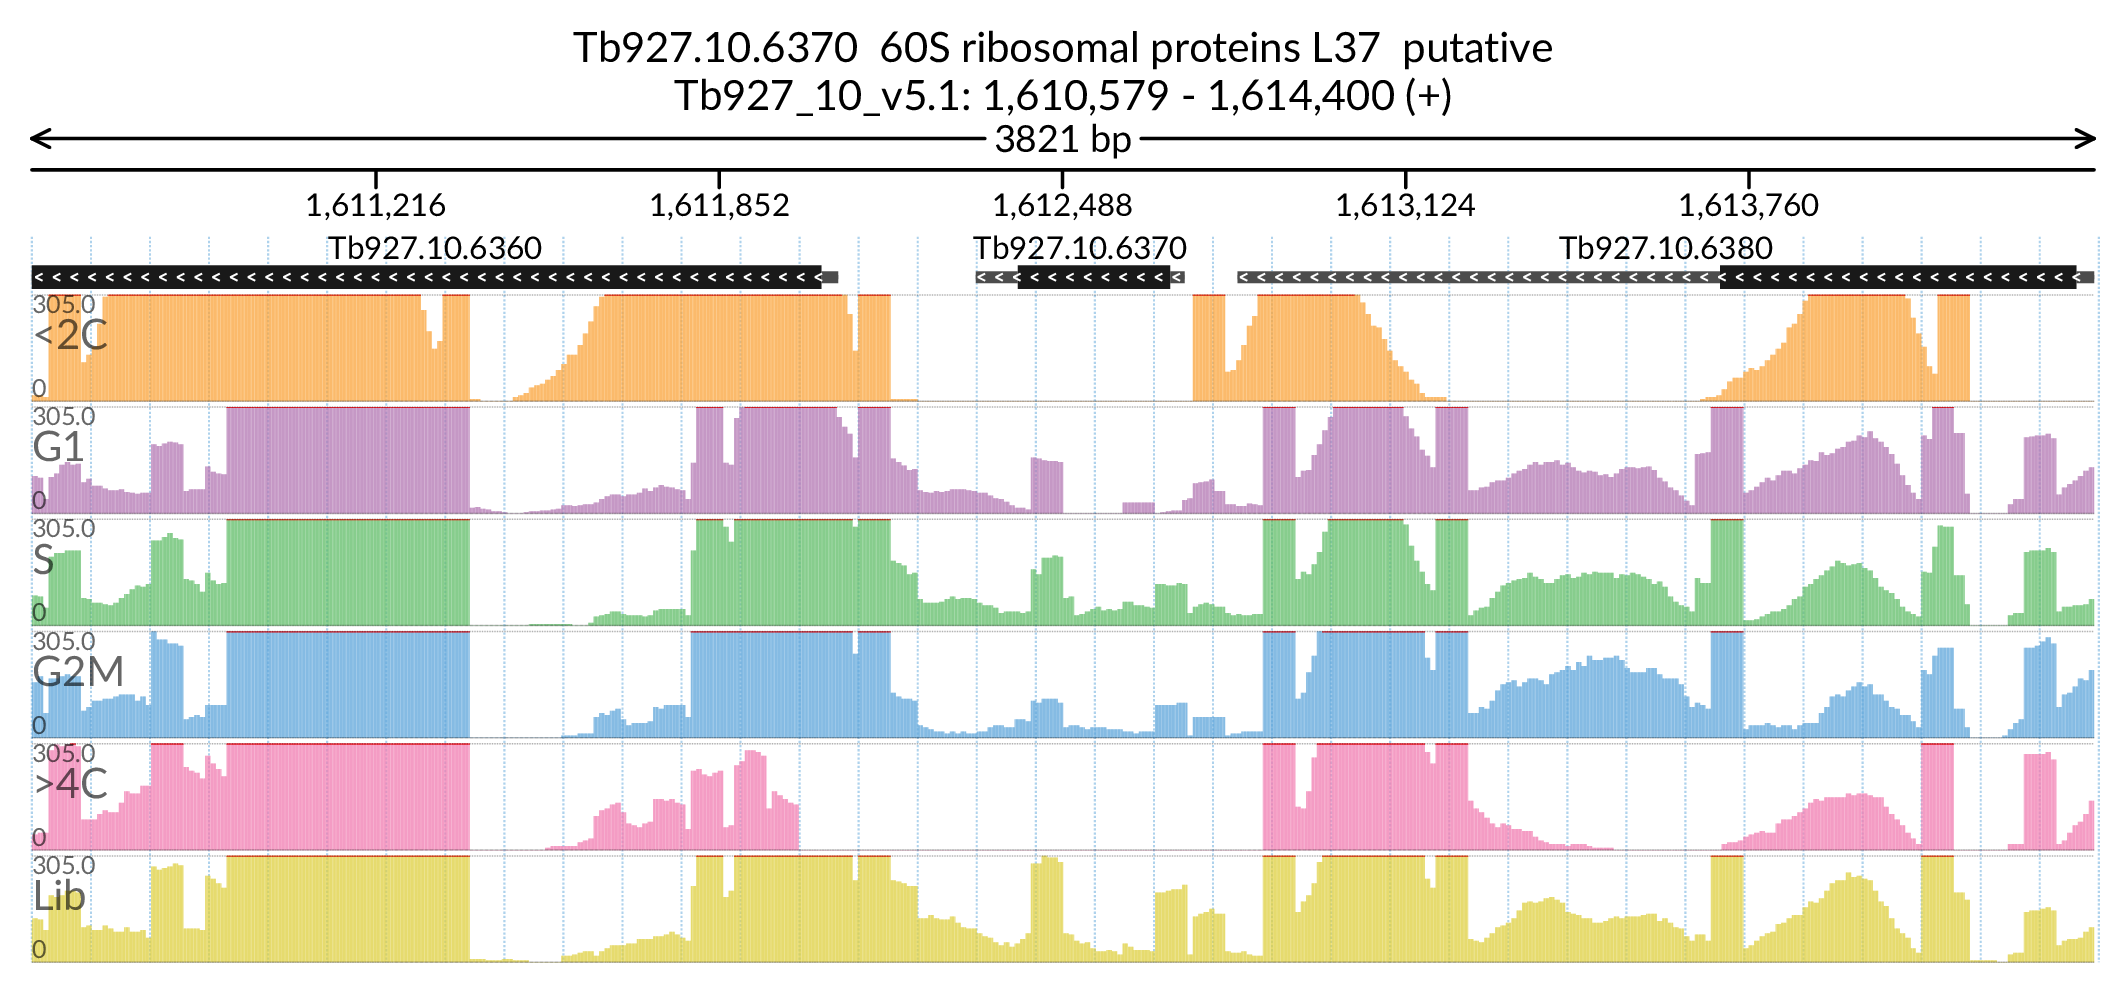 Tb927.10.6370  60S ribosomal proteins L37  putative
Tb927_10_v5.1: 1,610,579 - 1,614,400 (+)
3821 bp
1,611,216 1,611,852 1,612,488 1,613,124 1,613,760
Tb927.10.6360 Tb927.10.6370 Tb927.10.6380
305.0
<2C
0
305.0
G1
0
305.0
S
0
305.0
G2M
0
305.0
>4C
0
305.0
Lib
0